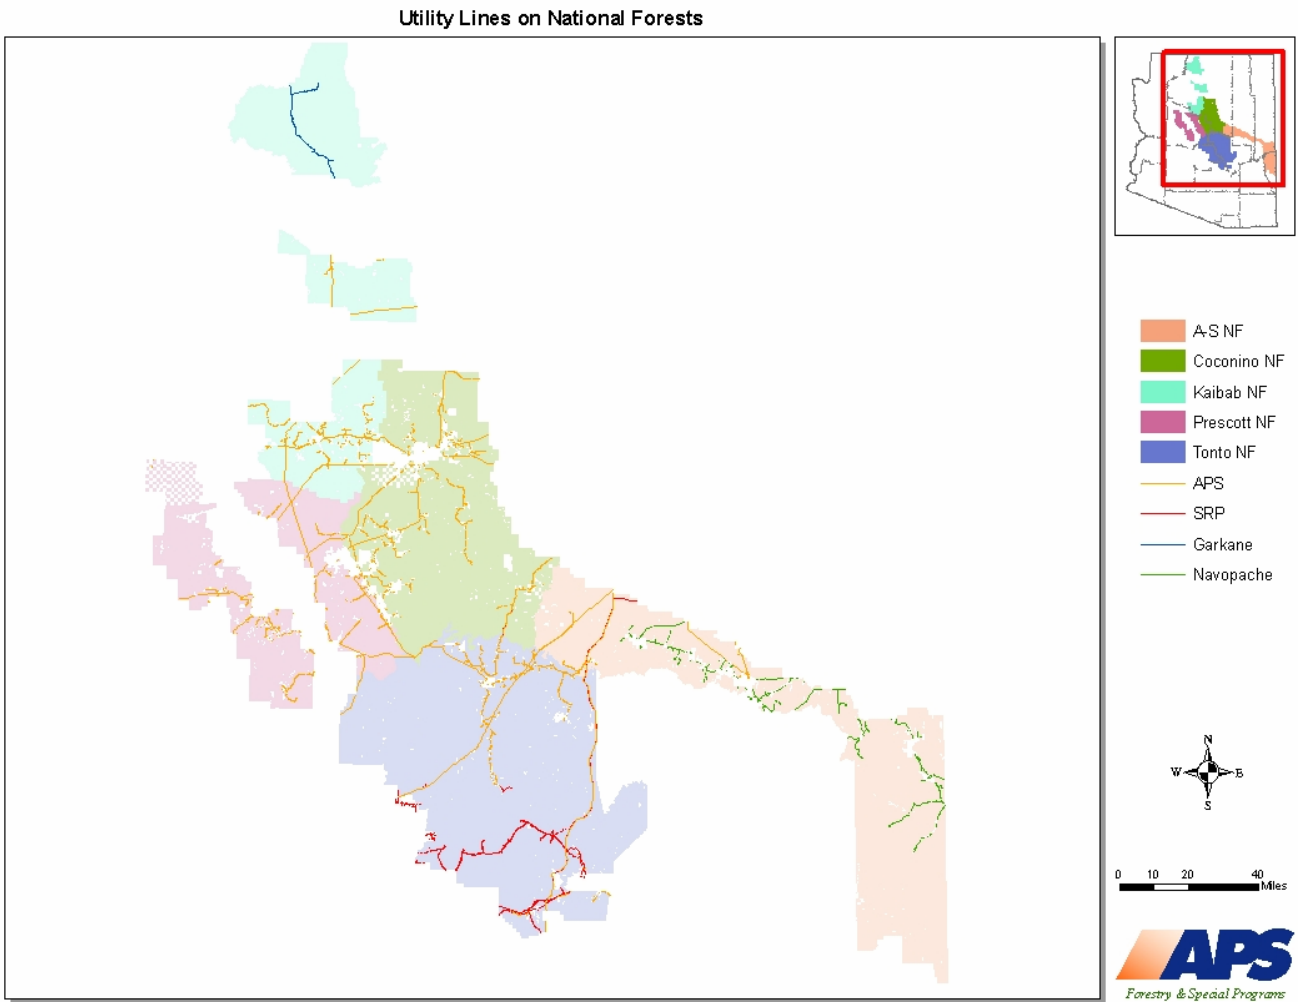 Utility Lines on National Forests
A-S NF
Coconino NF
Kaibab NF
Prescott NF
Tonto NF
APS
SRP
Garkane
Navopache
N
W E
S
0 10 20 40
Miles
APS
Forestry & Special Programs